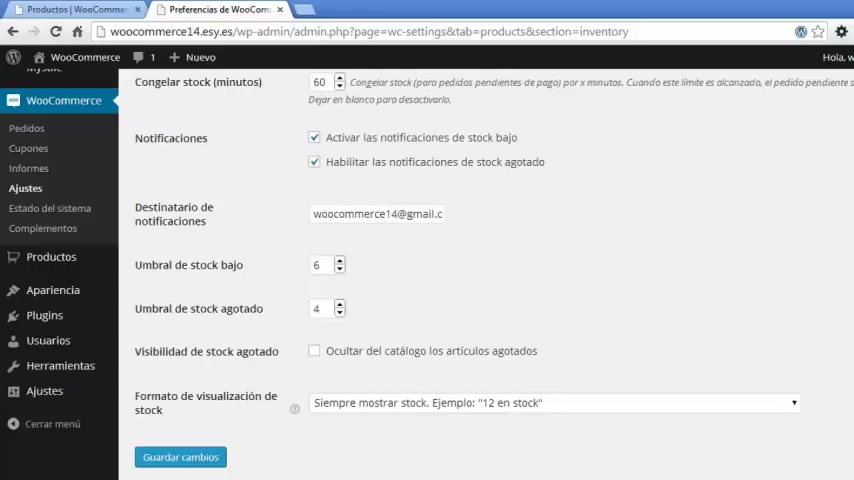 Productos | WooCommerc
Preferencias de WooComm
woocommerce14.esy.es/wp-admin/admin.php?page=wc-settings&tab=products&section=inventory
WooCommerce
1
Nuevo
Hola, w
WooCommerce
Pedidos
Cupones
Informes
Ajustes
Estado del sistema
Complementos
Productos
Apariencia
Plugins
Usuarios
Herramientas
Ajustes
Cerrar menú
Congelar stock (minutos)
60
Congelar stock (para pedidos pendientes de pago) por x minutos. Cuando este límite es alcanzado, el pedido pendiente s
Dejar en blanco para desactivarlo.
Notificaciones
Activar las notificaciones de stock bajo
Habilitar las notificaciones de stock agotado
Destinatario de
notificaciones
woocommerce14@gmail.c
Umbral de stock bajo
6
Umbral de stock agotado
4
Visibilidad de stock agotado
Ocultar del catálogo los artículos agotados
Formato de visualización de
stock
Siempre mostrar stock. Ejemplo: "12 en stock"
Guardar cambios